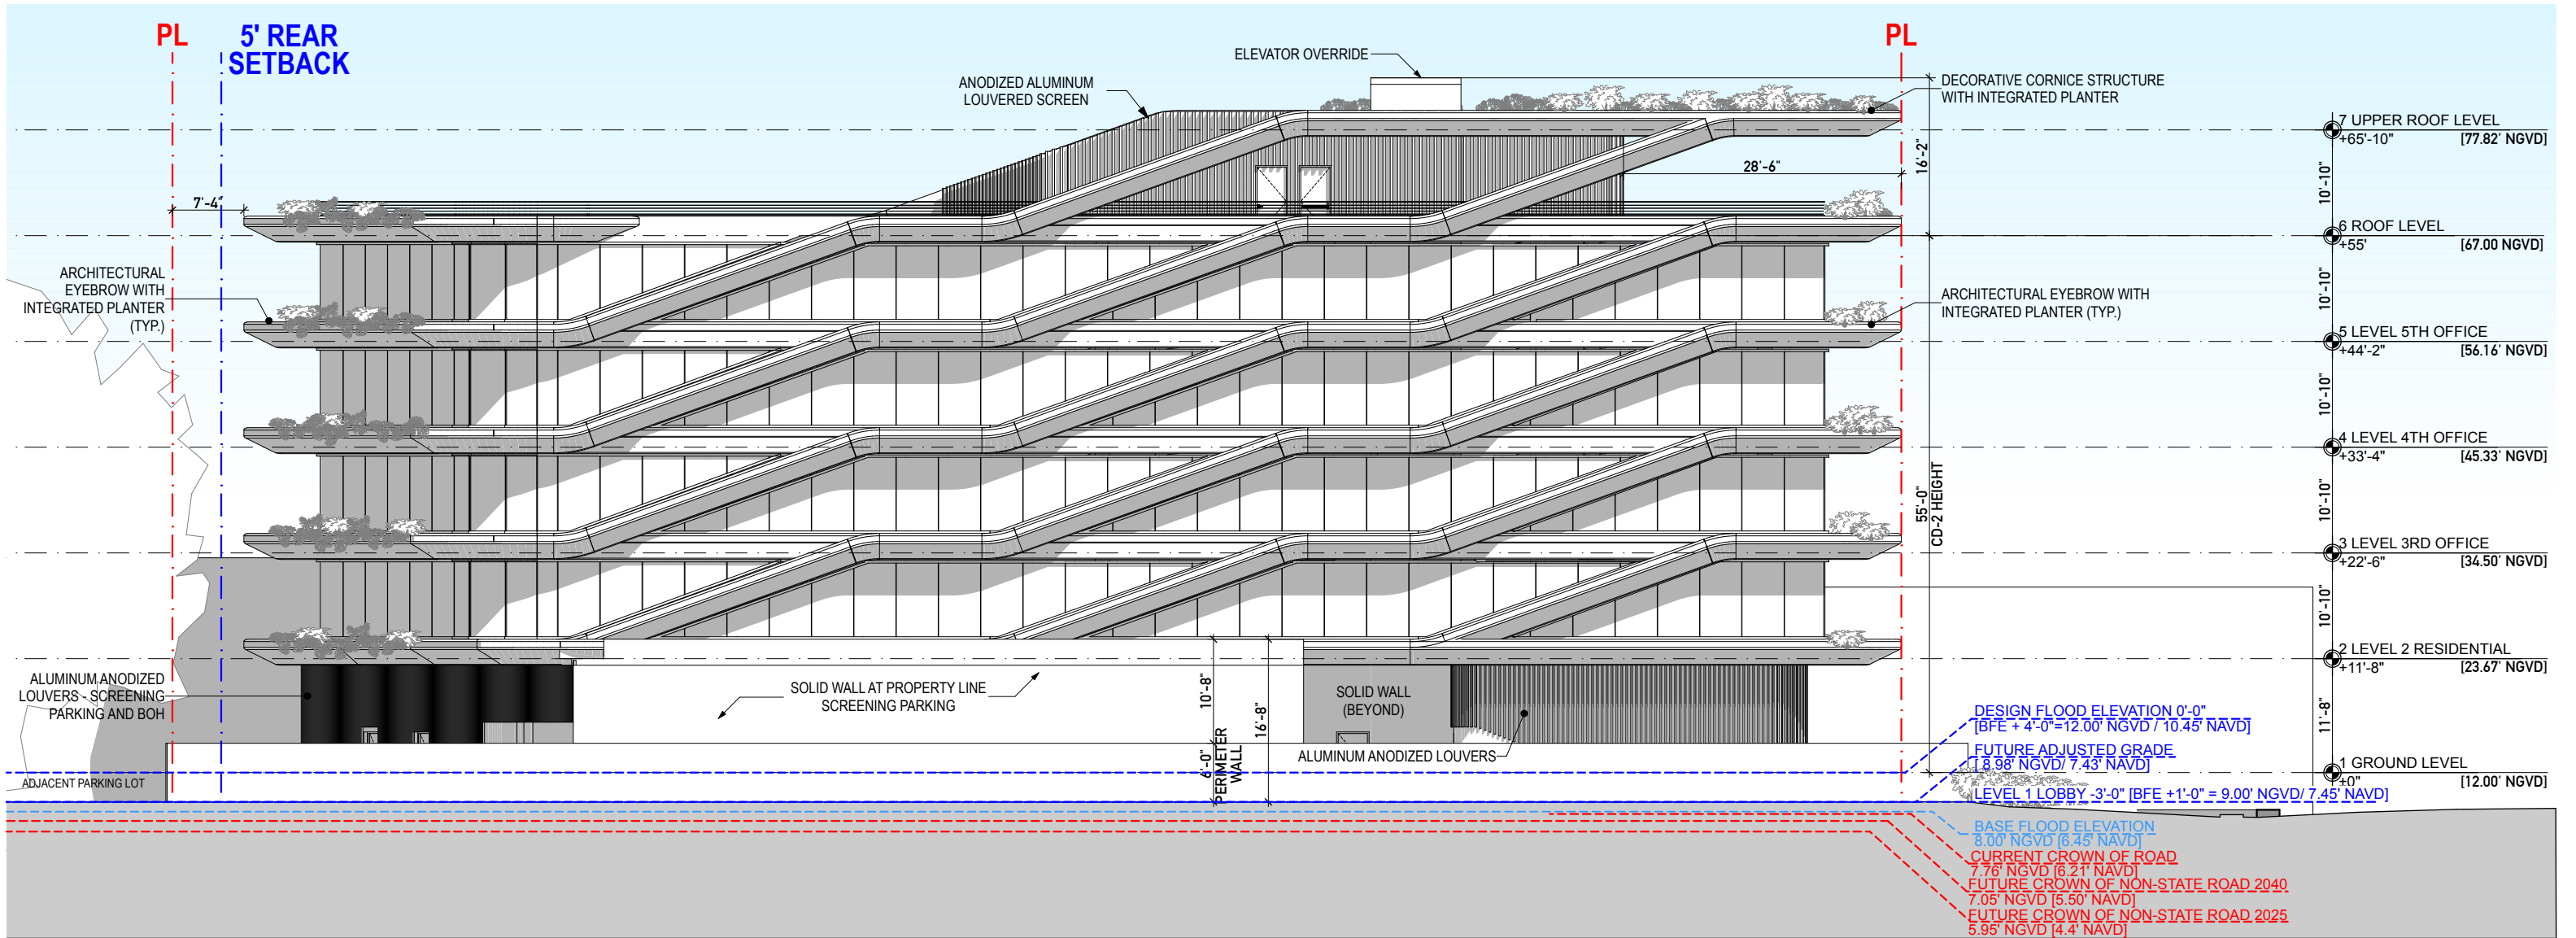 PL
5' REAR
SETBACK
PL
ELEVATOR OVERRIDE
ANODIZED ALUMINUM
LOUVERED SCREEN
DECORATIVE CORNICE STRUCTURE
WITH INTEGRATED PLANTER
7 UPPER ROOF LEVEL
+65'-10" [77.82' NGVD]
16'-2"
28'-6"
10'-10"
7'-4"
6 ROOF LEVEL
+55' [67.00 NGVD]
ARCHITECTURAL
EYEBROW WITH
INTEGRATED PLANTER
(TYP.)
10'-10"
ARCHITECTURAL EYEBROW WITH
INTEGRATED PLANTER (TYP.)
5 LEVEL 5TH OFFICE
+44'-2" [56.16' NGVD]
10'-10"
4 LEVEL 4TH OFFICE
+33'-4" [45.33' NGVD]
55'-0"
CD-2 HEIGHT
10'-10"
3 LEVEL 3RD OFFICE
+22'-6" [34.50' NGVD]
10'-10"
2 LEVEL 2 RESIDENTIAL
+11'-8" [23.67' NGVD]
ALUMINUM ANODIZED
LOUVERS - SCREENING
PARKING AND BOH
SOLID WALL AT PROPERTY LINE
SCREENING PARKING
10'-8"
16'-8"
SOLID WALL
(BEYOND)
ALUMINUM ANODIZED LOUVERS
6'-0"
PERIMETER
WALL
11'-8"
DESIGN FLOOD ELEVATION 0'-0"
[BFE + 4'-0"=12.00' NGVD / 10.45' NAVD]
FUTURE ADJUSTED GRADE
[ 8.98' NGVD/ 7.43' NAVD]
1 GROUND LEVEL
±0" [12.00' NGVD]
ADJACENT PARKING LOT
LEVEL 1 LOBBY -3'-0" [BFE +1'-0" = 9.00' NGVD/ 7.45' NAVD]
BASE FLOOD ELEVATION
8.00' NGVD [6.45' NAVD]
CURRENT CROWN OF ROAD
7.76' NGVD [6.21' NAVD]
FUTURE CROWN OF NON-STATE ROAD 2040
7.05' NGVD [5.50' NAVD]
FUTURE CROWN OF NON-STATE ROAD 2025
5.95' NGVD [4.4' NAVD]